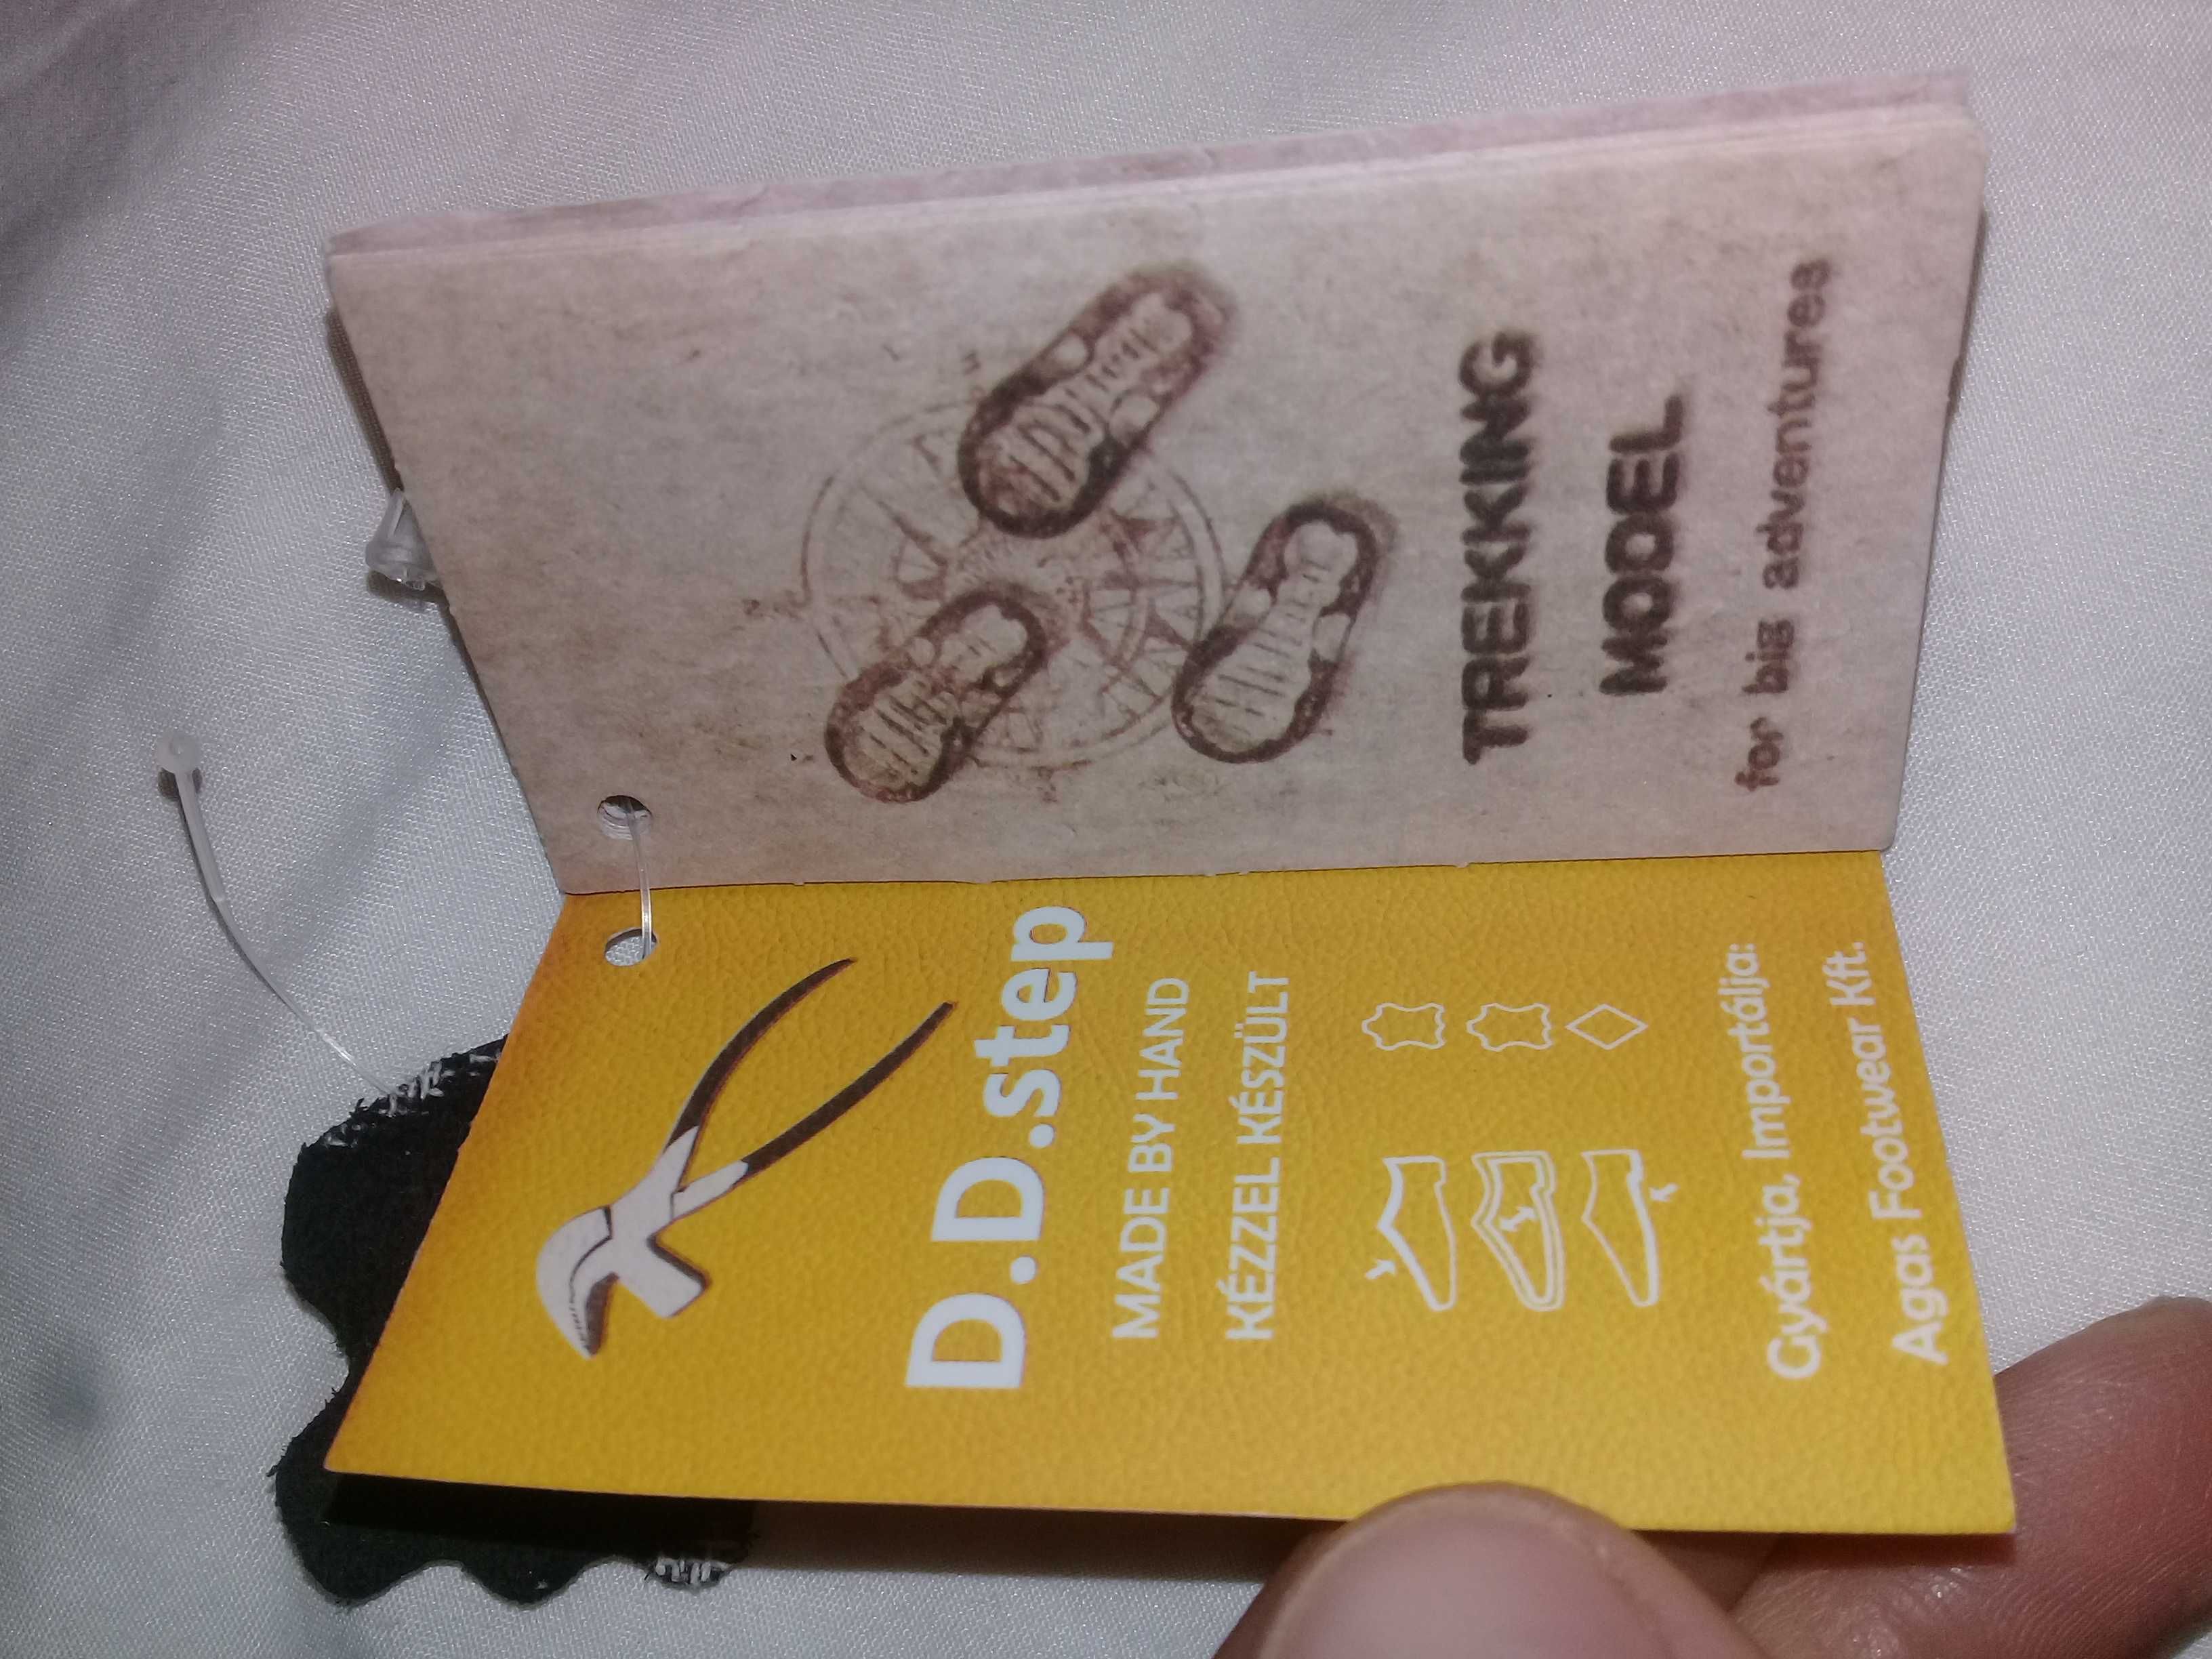 D.D.step
MADE BY HAND
KÉZZEL KÉSZÜLT
Gyártja, Importálja:
Agas Footwear Kft.
TREKKING
MODEL
for big adventures